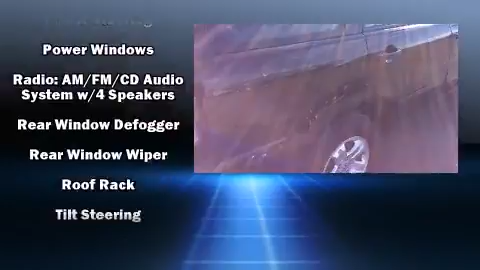 Power Windows
Radio: AM/FM/CD Audio
System w/4 Speakers
Rear Window Defogger
Rear Window Wiper
Roof Rack
Tilt Steering